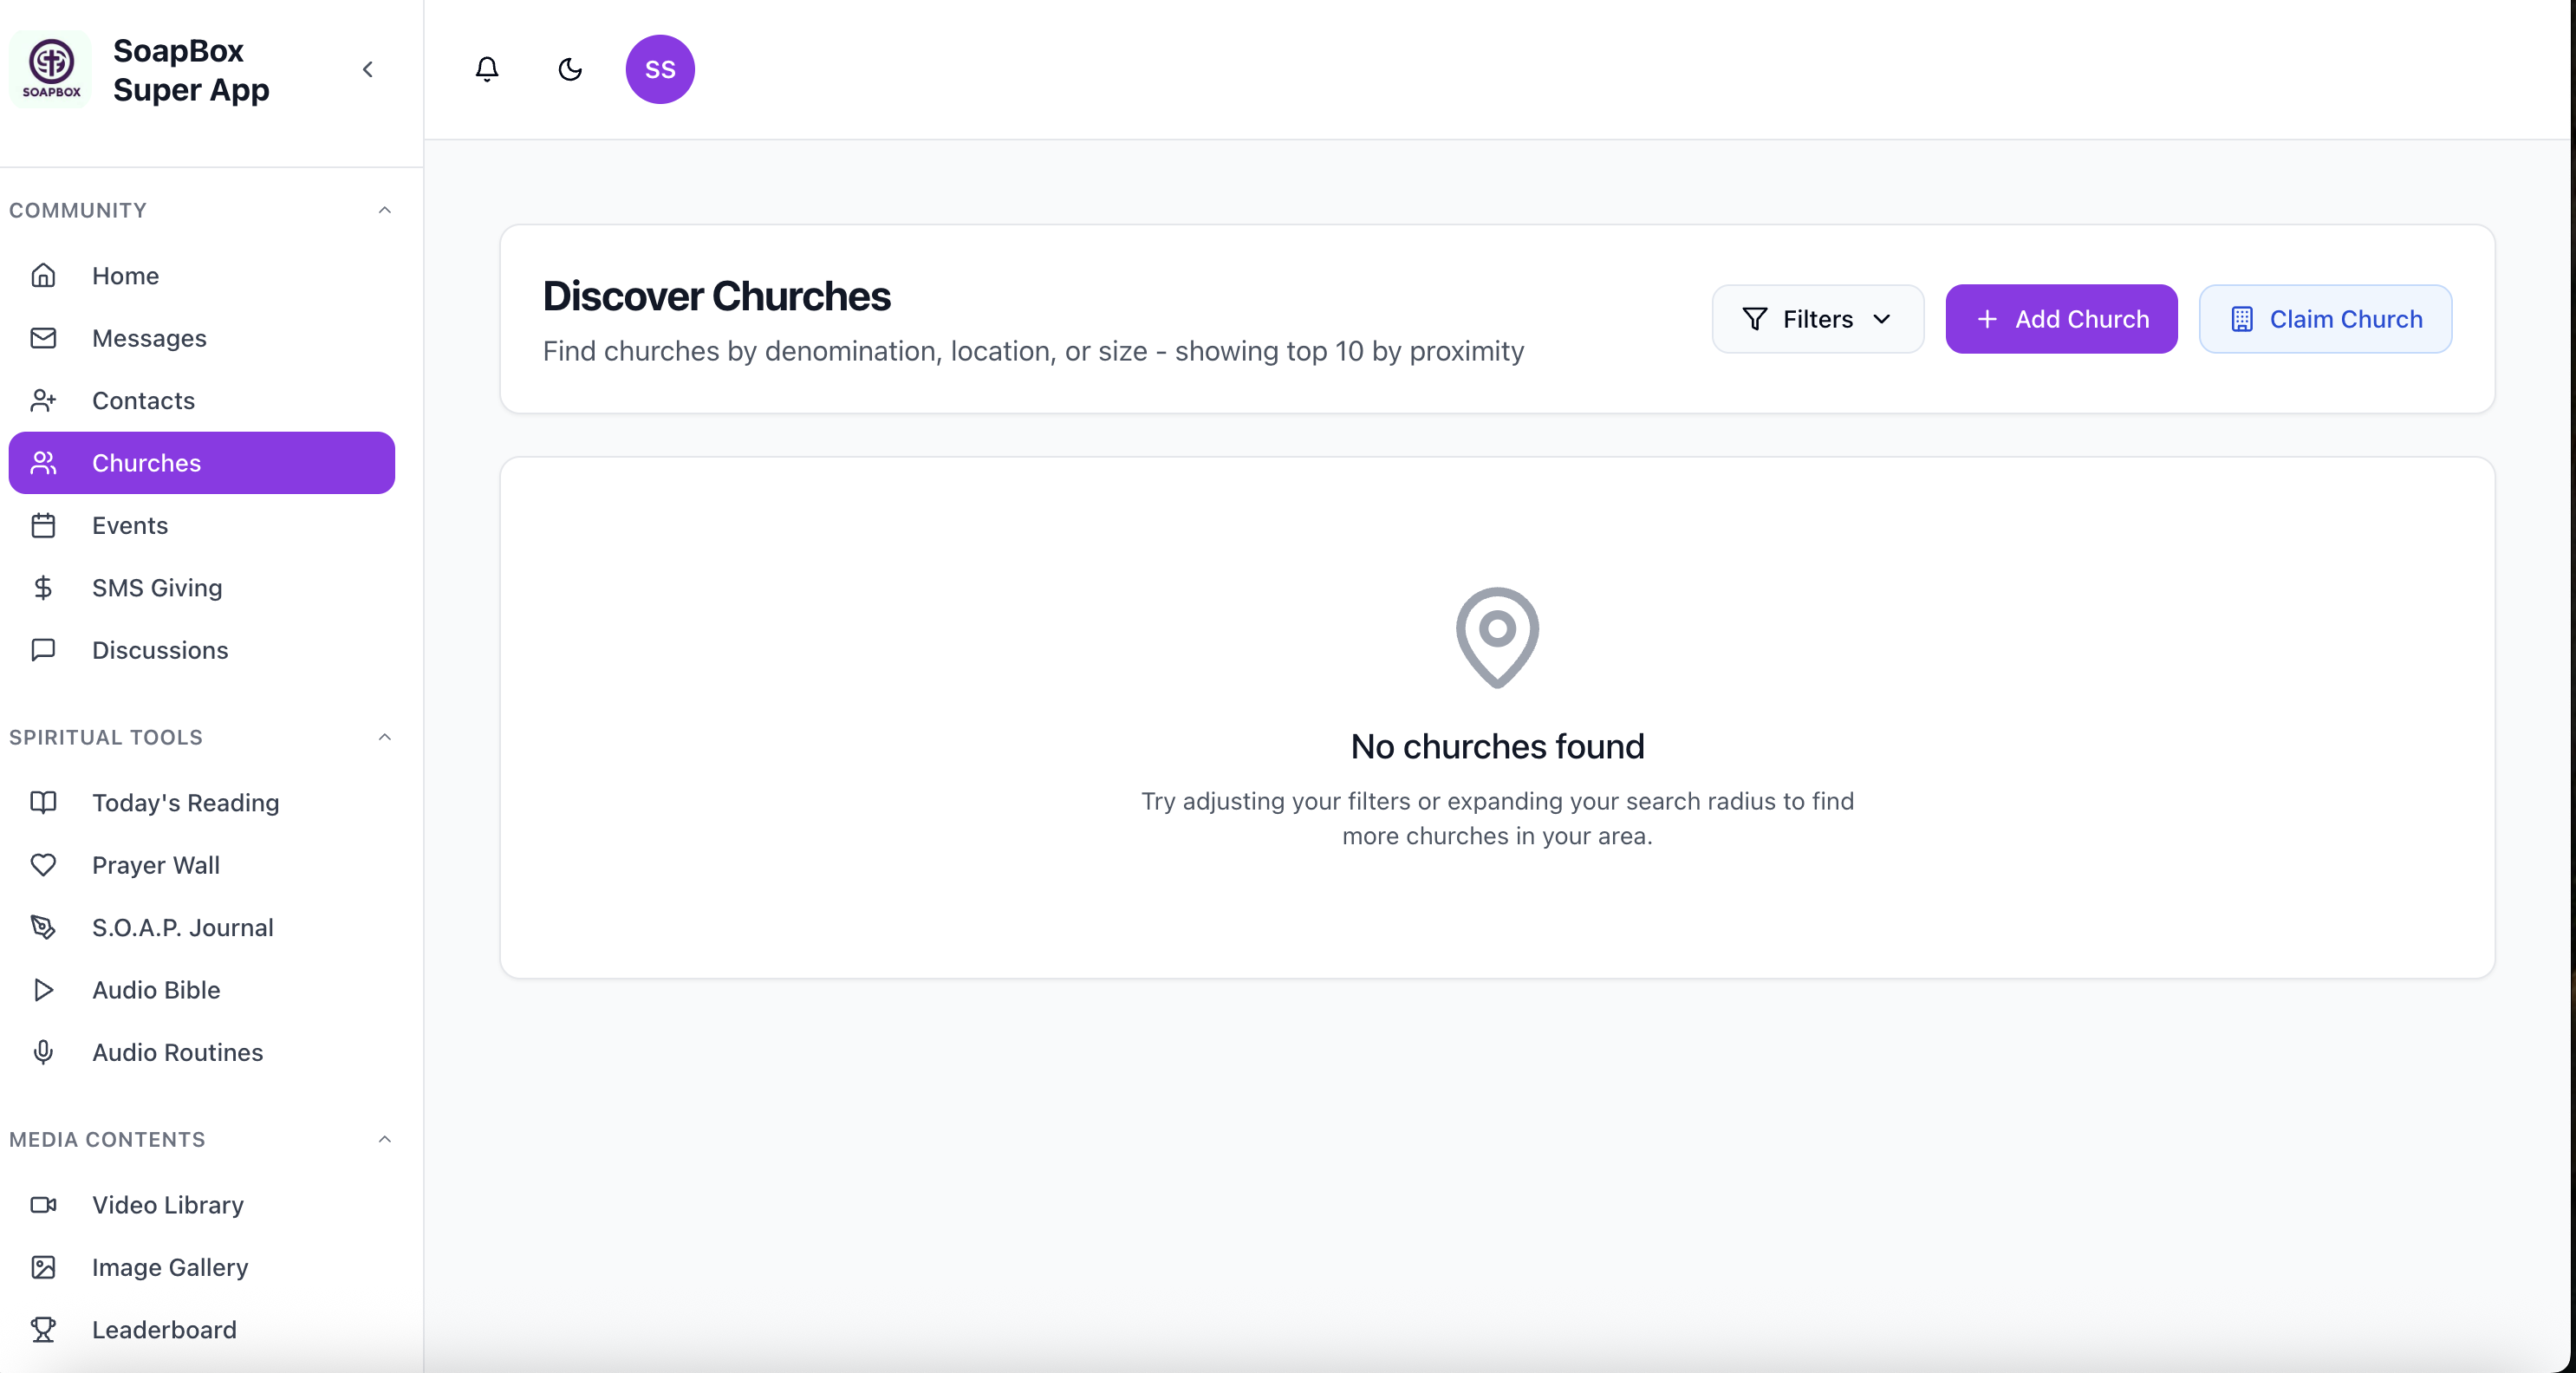 SOAPBOX
SoapBox
Super App
SS
COMMUNITY
Home
Messages
Contacts
Churches
Events
SMS Giving
Discussions
SPIRITUAL TOOLS
Today's Reading
Prayer Wall
S.O.A.P. Journal
Audio Bible
Audio Routines
MEDIA CONTENTS
Video Library
Image Gallery
Leaderboard
Discover Churches
Find churches by denomination, location, or size - showing top 10 by proximity
Filters
Add Church
Claim Church
No churches found
Try adjusting your filters or expanding your search radius to find
more churches in your area.